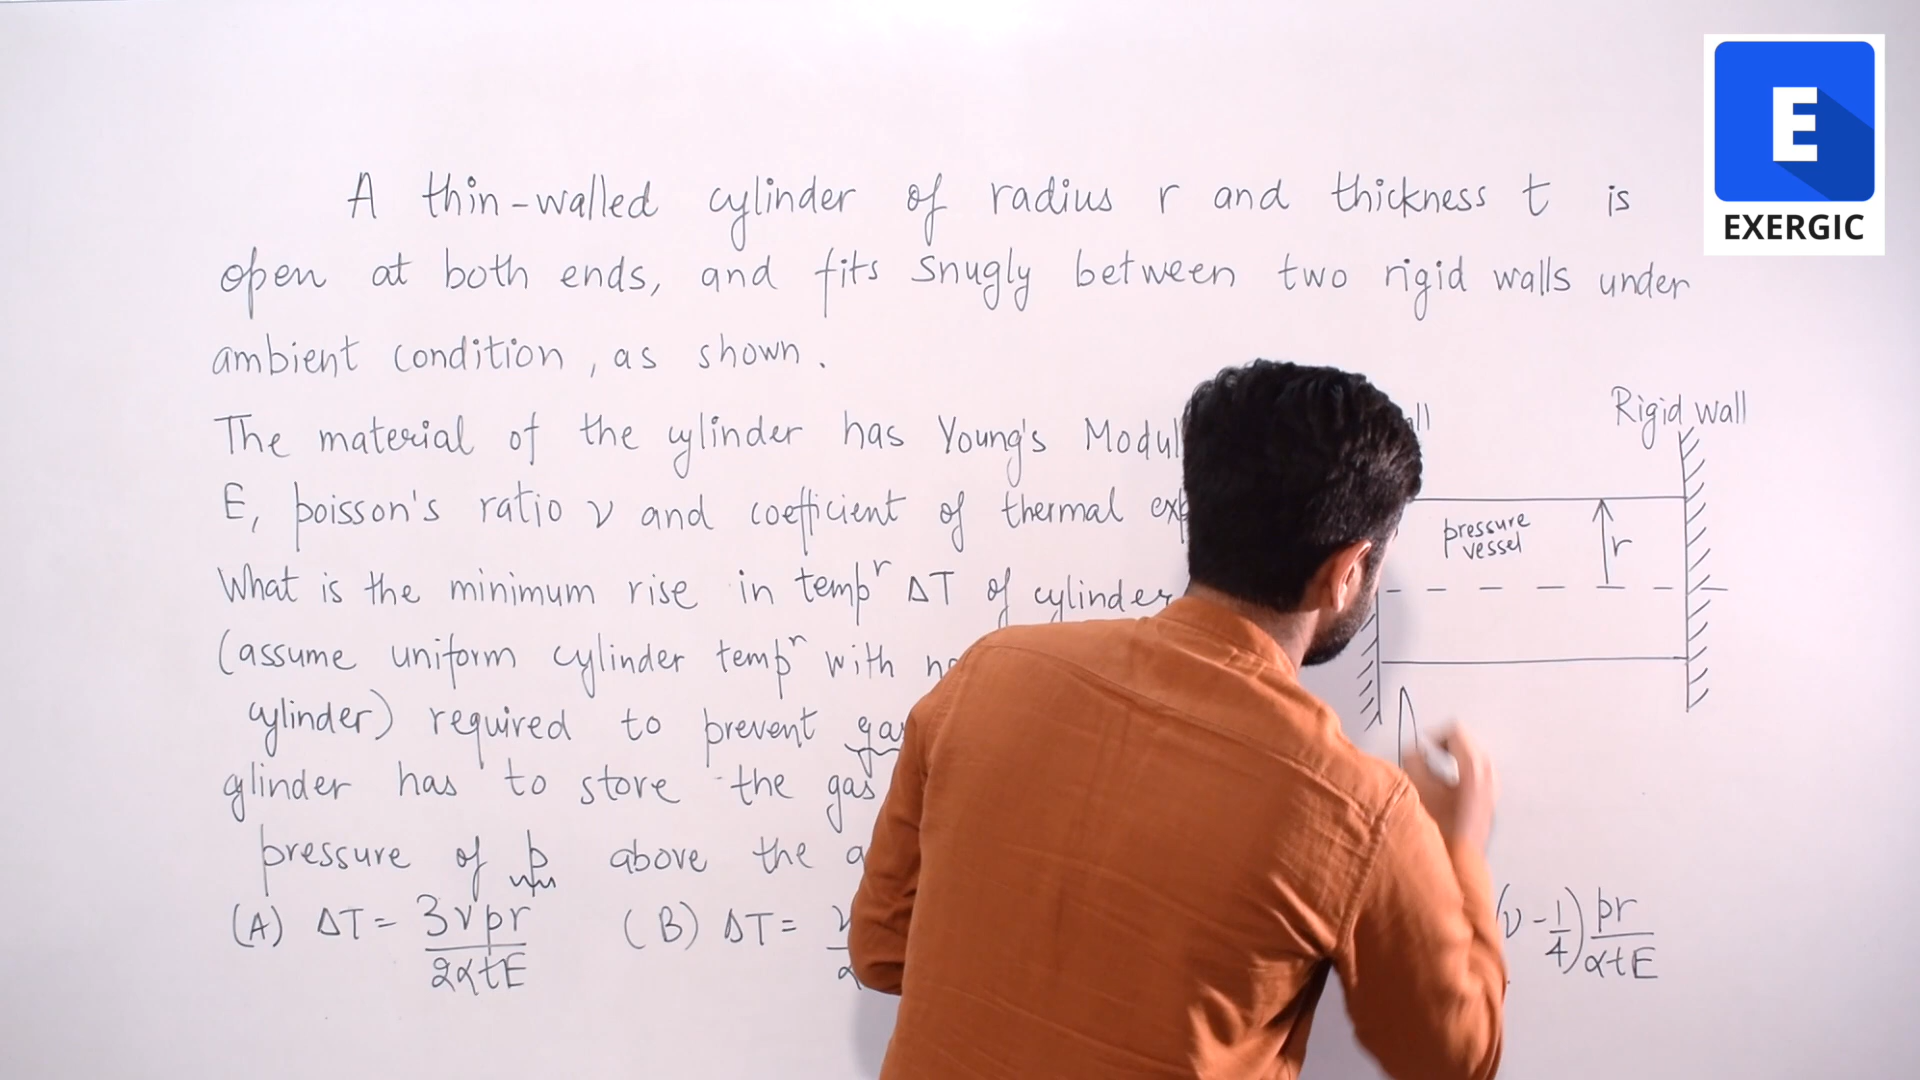 A thin-walled cylinder of radius r and thickness t is
open at both ends, and fits snugly between two rigid walls under
ambient condition, as shown.
The material of the cylinder has Young's
E, poisson's ratio ν and coefficient of thermal
What is the minimum rise in tempʳ ΔT of cylinder
(assume uniform cylinder tempʳ with
cylinder) required to prevent
cylinder has to store the gas
pressure of p above the
(A) ΔT = 3νpr / 2αtE (B) ΔT =
(ν - 1/4) pr / αtE
Rigid wall
pressure
vessel
r
E
EXERGIC